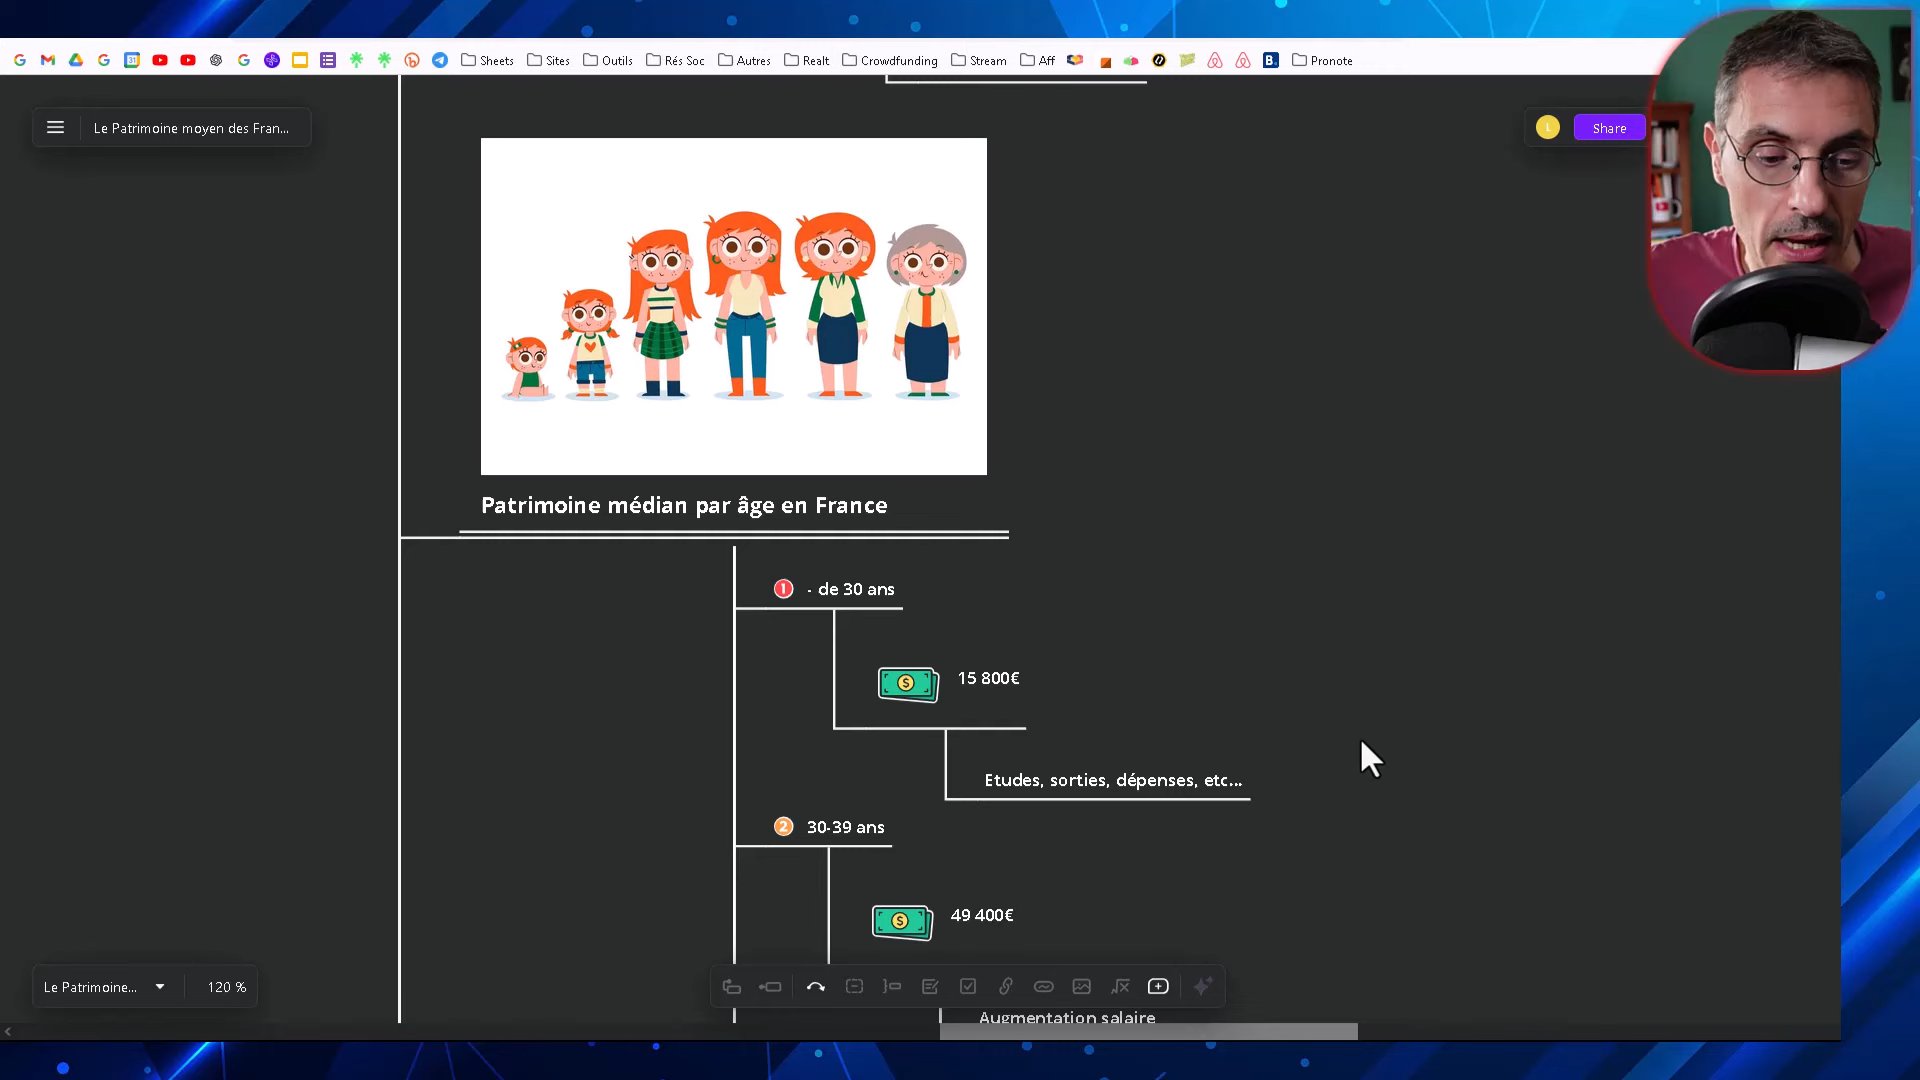 Sheets
Sites
Outils
Rés Soc
Autres
Realt
Crowdfunding
Stream
Aff
B.
Pronote
Le Patrimoine moyen des Fran...
L
Share
Patrimoine médian par âge en France
1 - de 30 ans
15 800€
Etudes, sorties, dépenses, etc...
2 30-39 ans
49 400€
Augmentation salaire
Le Patrimoine...
120 %